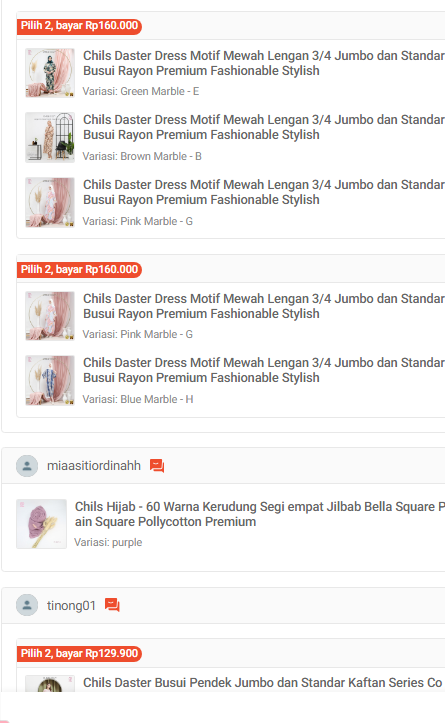 Pilih 2, bayar Rp160.000
Chils Daster Dress Motif Mewah Lengan 3/4 Jumbo dan Standar
Busui Rayon Premium Fashionable Stylish
Variasi: Green Marble - E
Chils Daster Dress Motif Mewah Lengan 3/4 Jumbo dan Standar
Busui Rayon Premium Fashionable Stylish
Variasi: Brown Marble - B
Chils Daster Dress Motif Mewah Lengan 3/4 Jumbo dan Standar
Busui Rayon Premium Fashionable Stylish
Variasi: Pink Marble - G
Pilih 2, bayar Rp160.000
Chils Daster Dress Motif Mewah Lengan 3/4 Jumbo dan Standar
Busui Rayon Premium Fashionable Stylish
Variasi: Pink Marble - G
Chils Daster Dress Motif Mewah Lengan 3/4 Jumbo dan Standar
Busui Rayon Premium Fashionable Stylish
Variasi: Blue Marble - H
miaasitiordinahh
Chils Hijab - 60 Warna Kerudung Segi empat Jilbab Bella Square P
ain Square Pollycotton Premium
Variasi: purple
tinong01
Pilih 2, bayar Rp129.900
Chils Daster Busui Pendek Jumbo dan Standar Kaftan Series Co